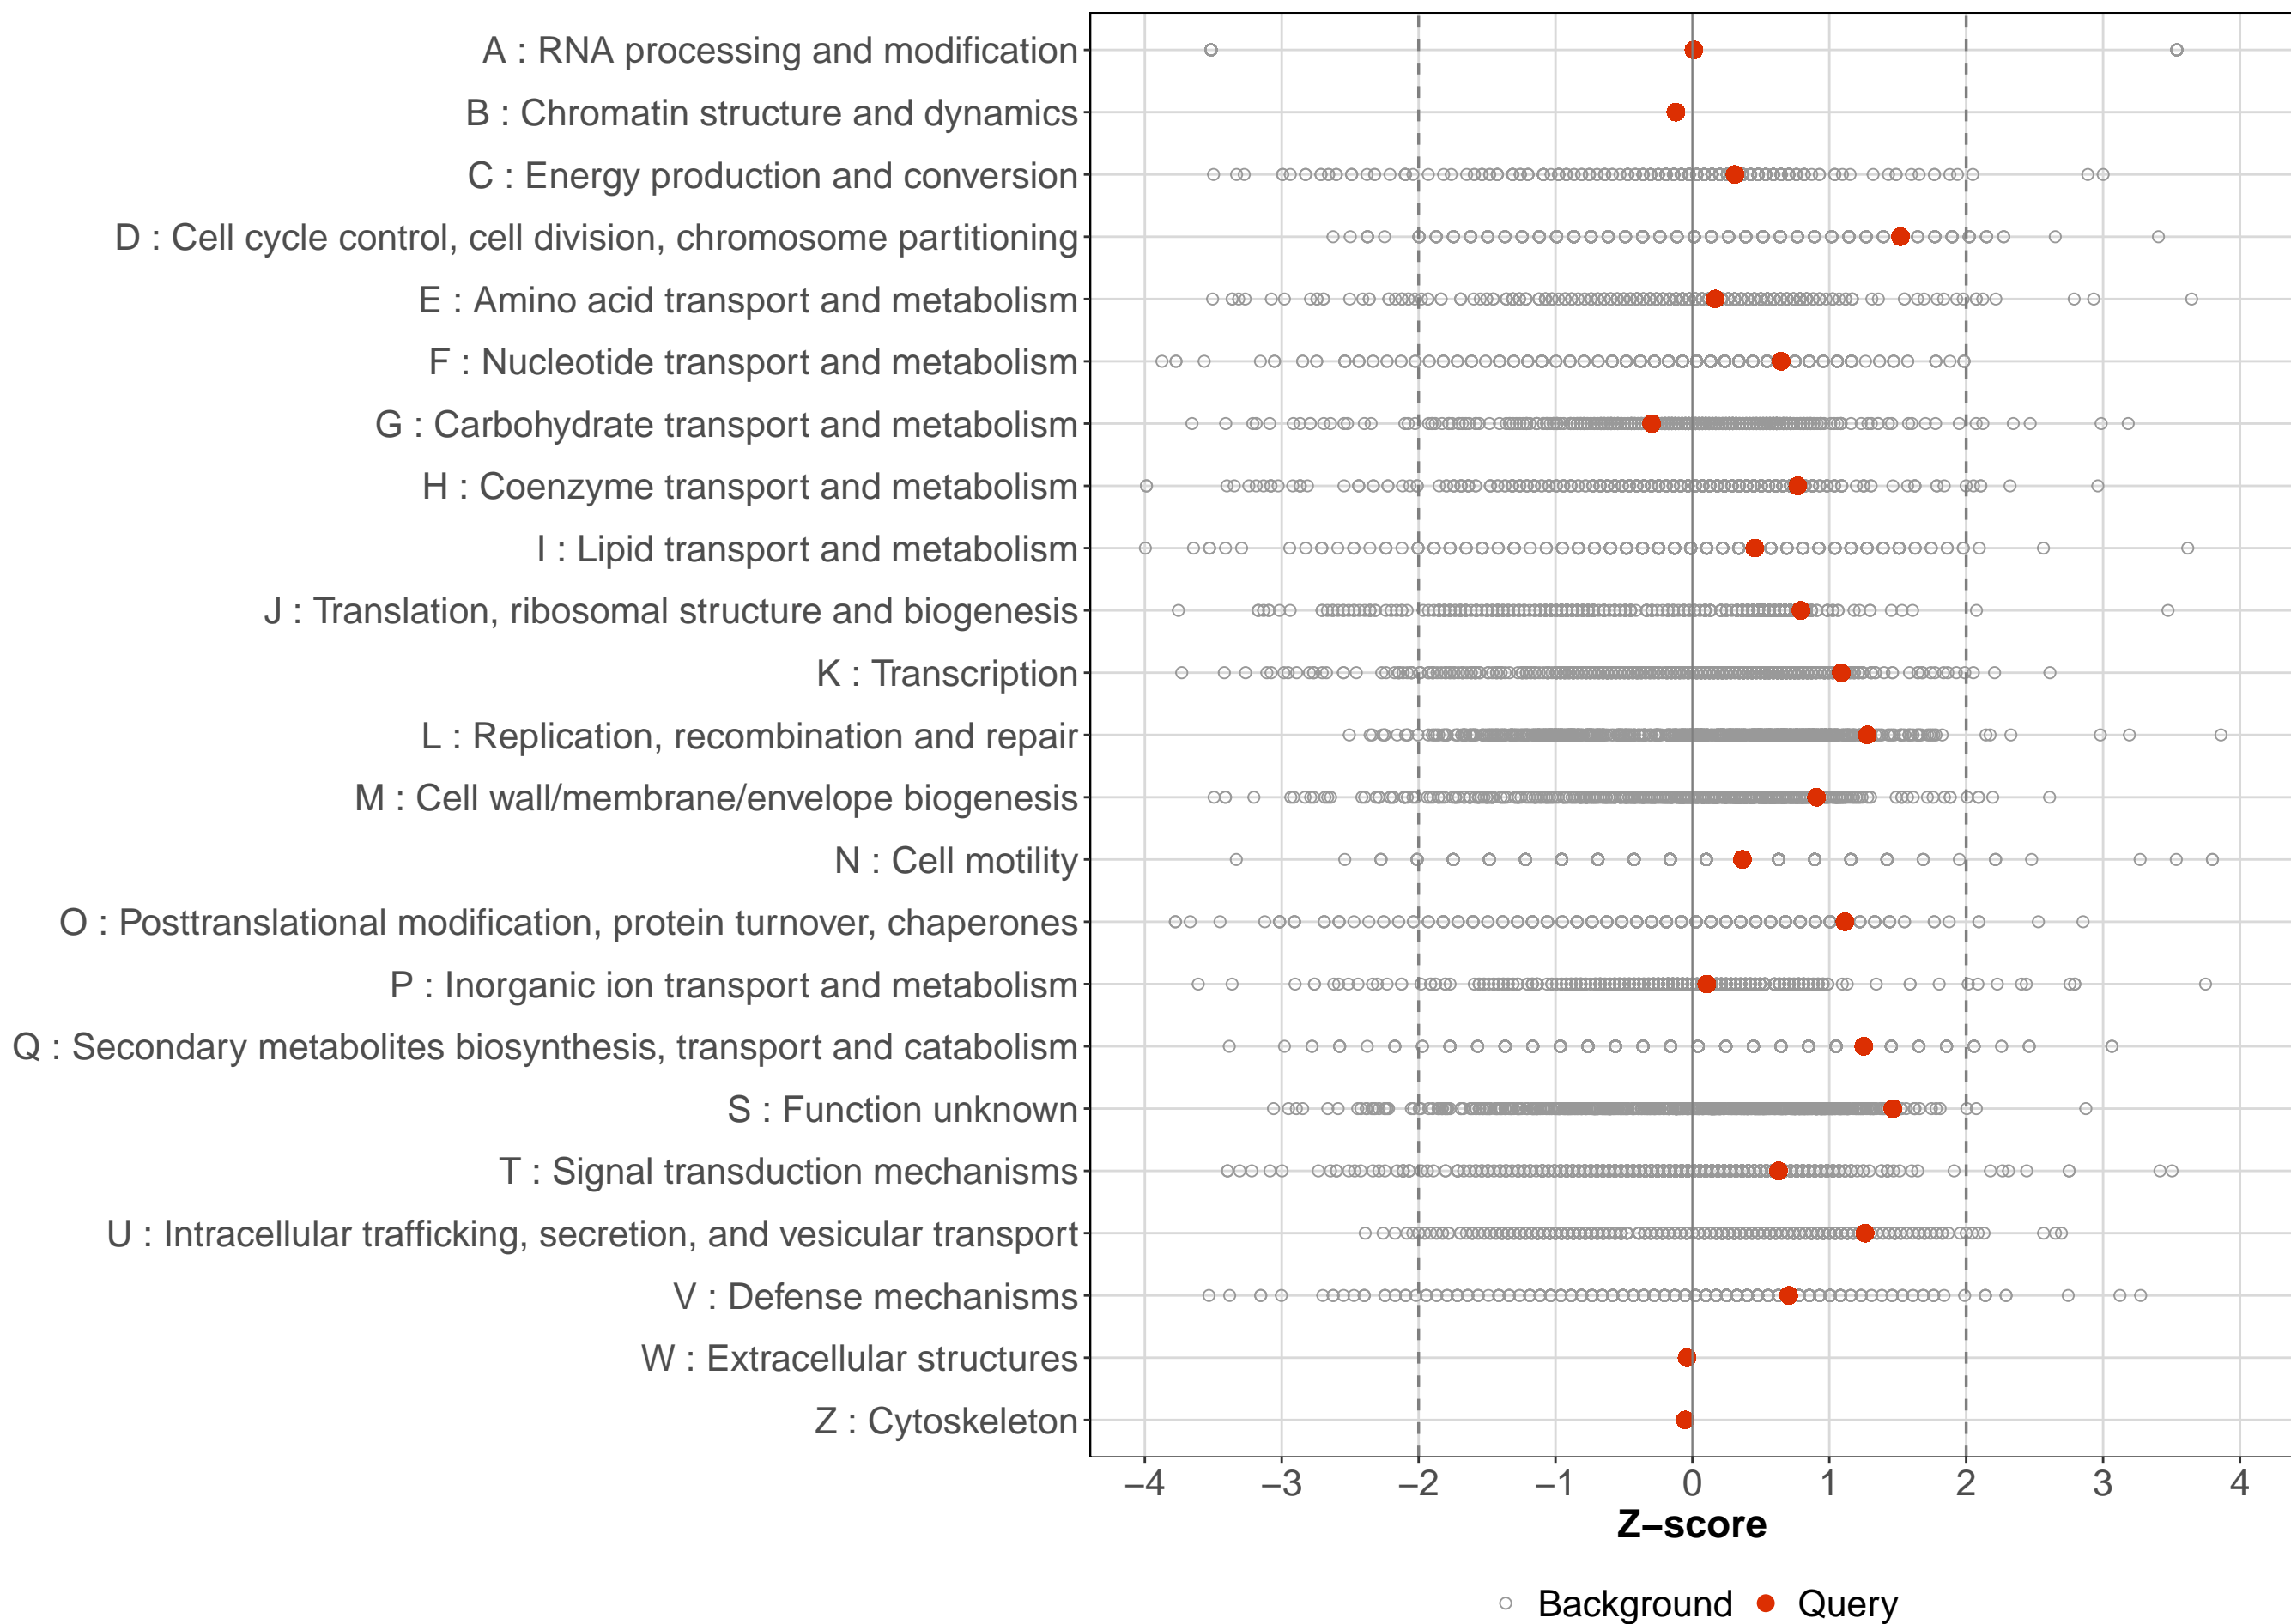 A : RNA processing and modification
B : Chromatin structure and dynamics
C : Energy production and conversion
D : Cell cycle control, cell division, chromosome partitioning
E : Amino acid transport and metabolism
F : Nucleotide transport and metabolism
G : Carbohydrate transport and metabolism
H : Coenzyme transport and metabolism
I : Lipid transport and metabolism
J : Translation, ribosomal structure and biogenesis
K : Transcription
L : Replication, recombination and repair
M : Cell wall/membrane/envelope biogenesis
N : Cell motility
O : Posttranslational modification, protein turnover, chaperones
P : Inorganic ion transport and metabolism
Q : Secondary metabolites biosynthesis, transport and catabolism
S : Function unknown
T : Signal transduction mechanisms
U : Intracellular trafficking, secretion, and vesicular transport
V : Defense mechanisms
W : Extracellular structures
Z : Cytoskeleton
−4 −3 −2 −1 0 1 2 3 4
Z−score
Background Query